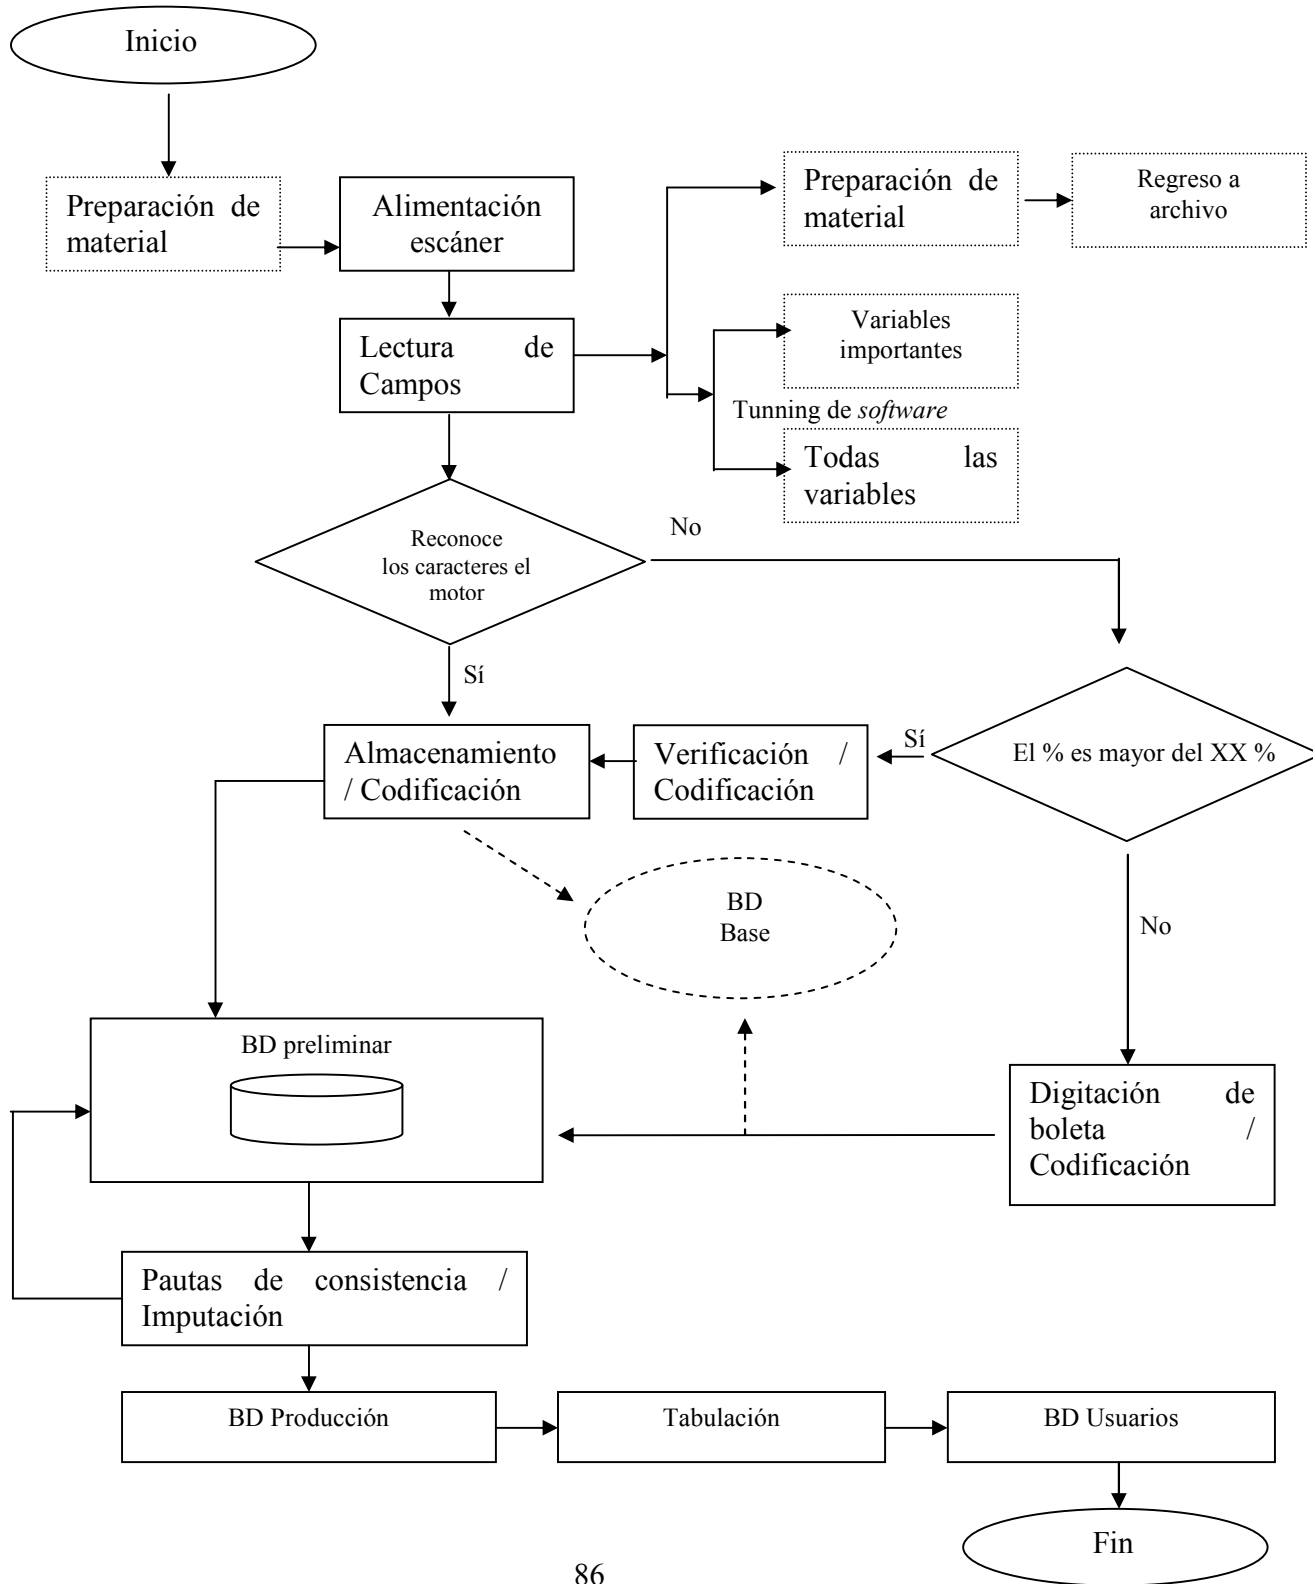 Inicio
Preparación de
material
Alimentación
escáner
Preparación de
material
Regreso a
archivo
Lectura de
Campos
Variables
importantes
Tunning de software
Todas las
variables
No
Reconoce
los caracteres el
motor
Sí
Almacenamiento
/ Codificación
Verificación /
Codificación
Sí
El % es mayor del XX %
BD
Base
No
BD preliminar
Digitación de
boleta /
Codificación
Pautas de consistencia /
Imputación
BD Producción
Tabulación
BD Usuarios
Fin
86